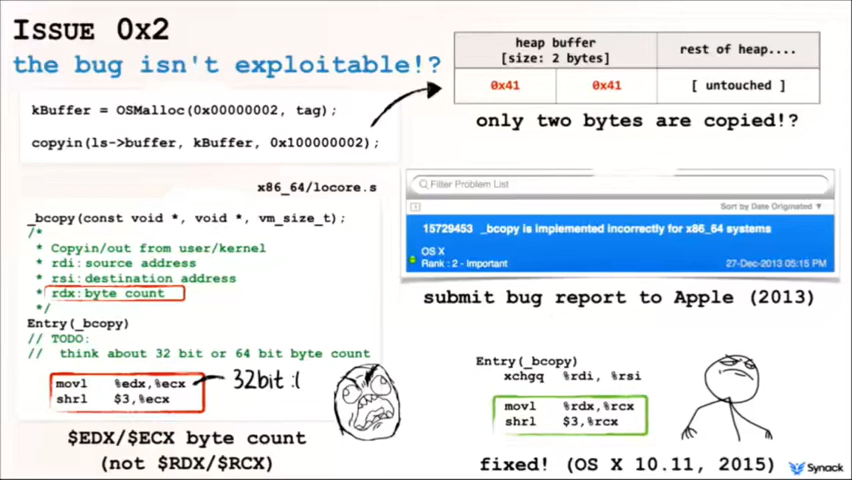 Issue 0x2
the bug isn't exploitable!?
kBuffer = OSMalloc(0x00000002, tag);
copyin(ls->buffer, kBuffer, 0x100000002);
heap buffer
[size: 2 bytes]
rest of heap....
0x41
0x41
[ untouched ]
only two bytes are copied!?
x86_64/locore.s
_bcopy(const void *, void *, vm_size_t);
/*
* Copyin/out from user/kernel
* rdi:source address
* rsi:destination address
* rdx:byte count
*/
Entry(_bcopy)
// TODO:
// think about 32 bit or 64 bit byte count
movl %edx,%ecx
shrl $3,%ecx
32bit :(
$EDX/$ECX byte count
(not $RDX/$RCX)
Filter Problem List
Sort by Date Originated ▼
15729453 _bcopy is implemented incorrectly for x86_64 systems
OS X
Rank : 2 - Important
27-Dec-2013 05:15 PM
submit bug report to Apple (2013)
Entry(_bcopy)
xchgq %rdi, %rsi
movl %rdx,%rcx
shrl $3,%rcx
fixed! (OS X 10.11, 2015)
Synack